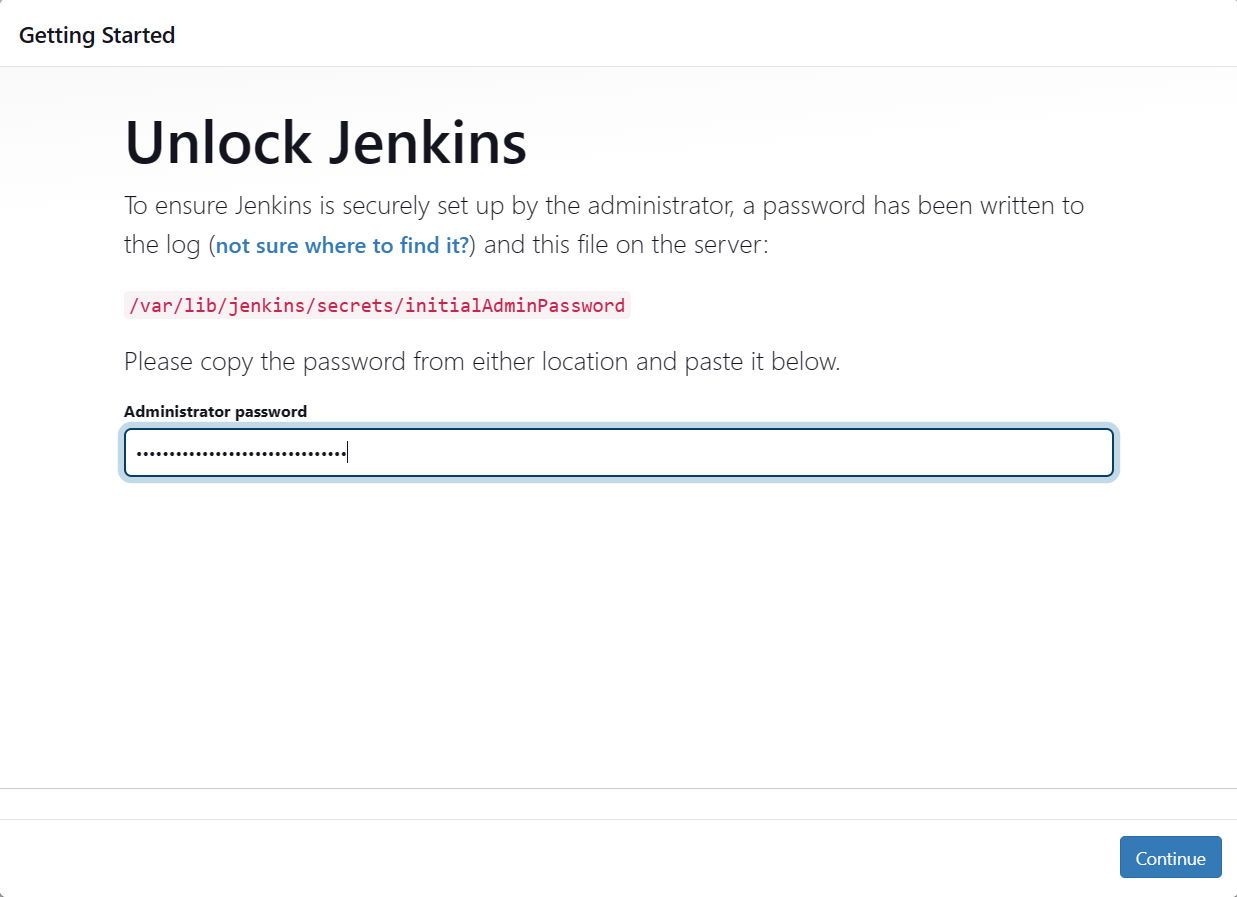 Getting Started
Unlock Jenkins
To ensure Jenkins is securely set up by the administrator, a password has been written to
the log (not sure where to find it?) and this file on the server:
/var/lib/jenkins/secrets/initialAdminPassword
Please copy the password from either location and paste it below.
Administrator password
••••••••••••••••••••••••••••••••
Continue